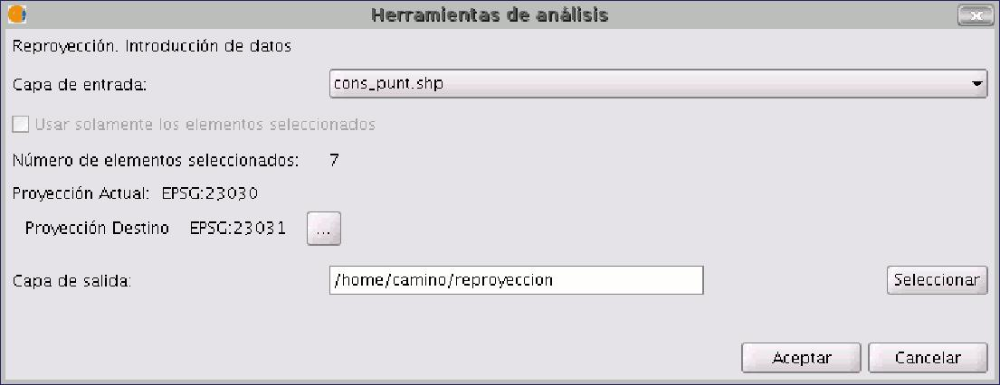 Herramientas de análisis
Reproyección. Introducción de datos
Capa de entrada: cons_punt.shp
Usar solamente los elementos seleccionados
Número de elementos seleccionados: 7
Proyección Actual: EPSG:23030
Proyección Destino EPSG:23031 ...
Capa de salida: /home/camino/reproyeccion Seleccionar
Aceptar Cancelar